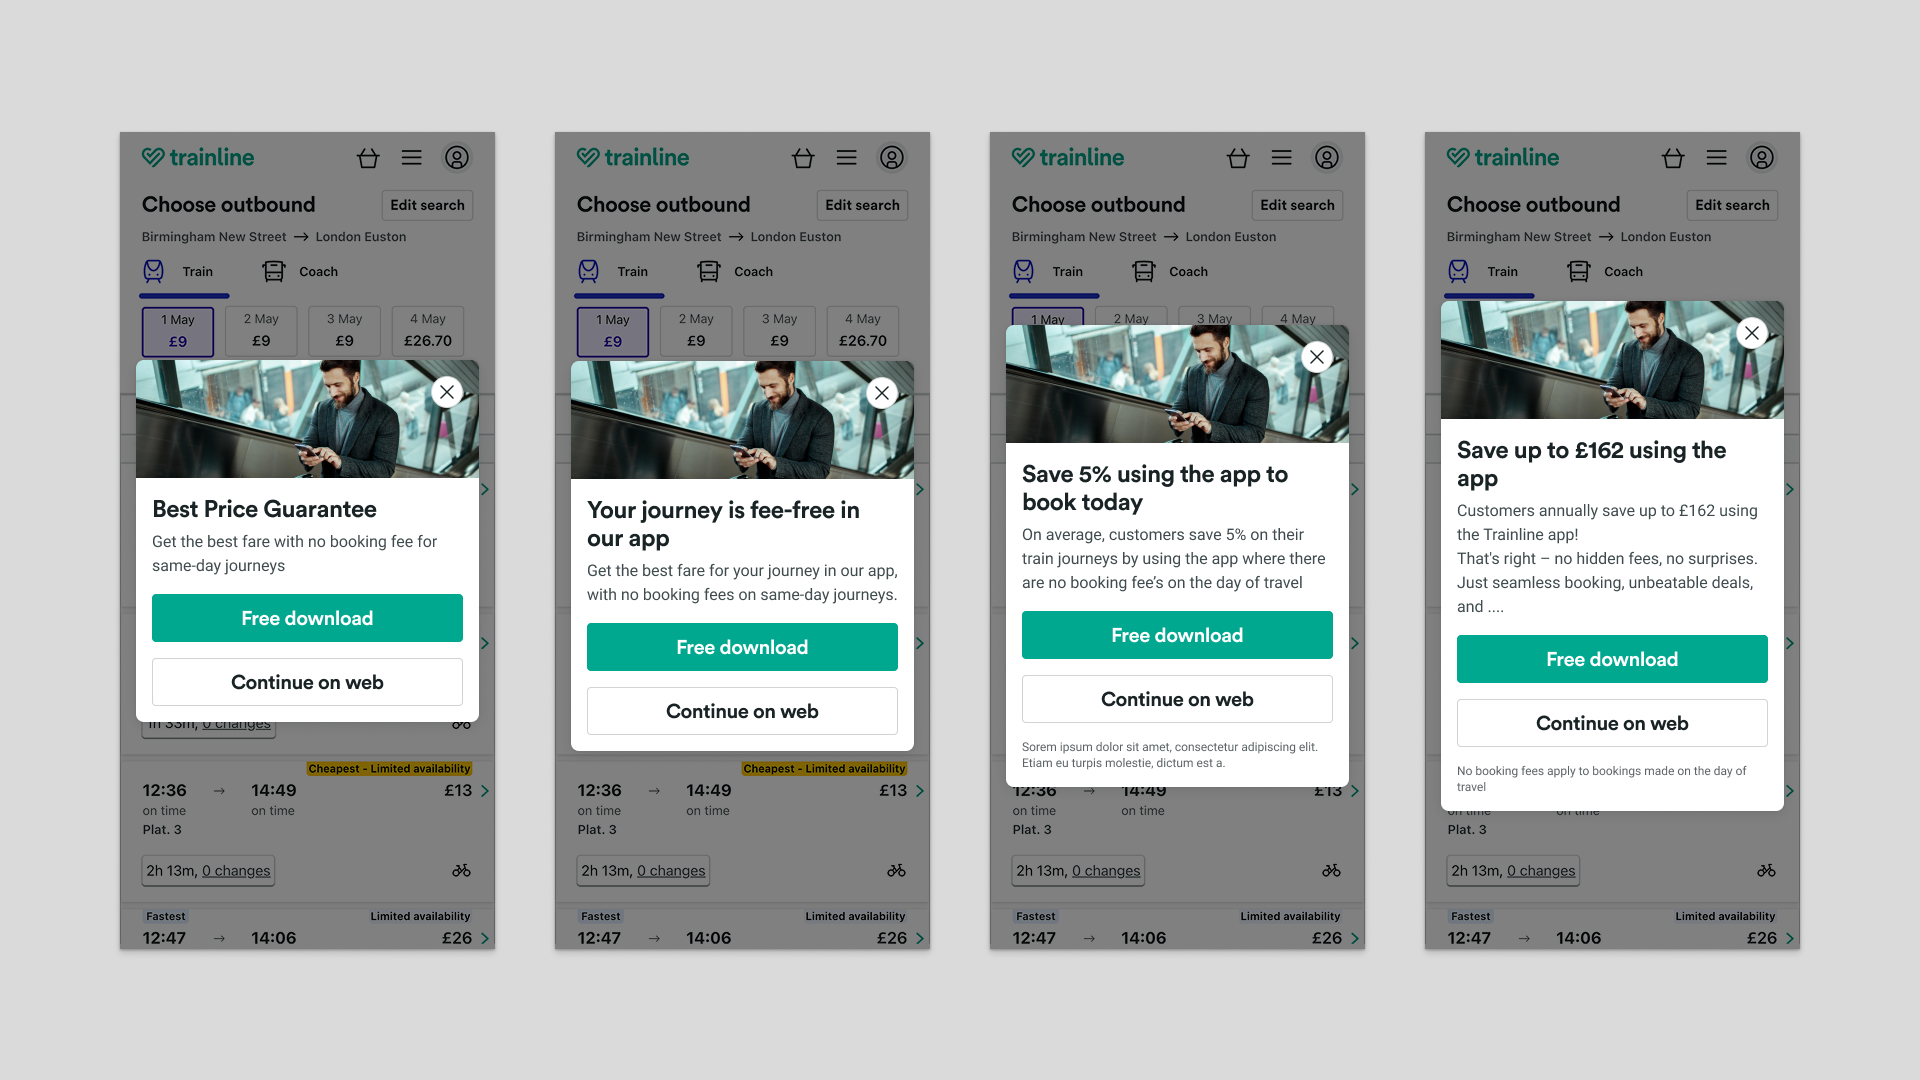 trainline
Choose outbound
Edit search
Birmingham New Street → London Euston
Train
Coach
1 May
£9
2 May
£9
3 May
£9
4 May
£26.70
Best Price Guarantee
Get the best fare with no booking fee for
same-day journeys
Free download
Continue on web
1h 33m, 0 changes
Cheapest - Limited availability
12:36 → 14:49 £13
on time on time
Plat. 3
2h 13m, 0 changes
Fastest Limited availability
12:47 → 14:06 £26
trainline
Choose outbound
Edit search
Birmingham New Street → London Euston
Train
Coach
1 May
£9
2 May
£9
3 May
£9
4 May
£26.70
Your journey is fee-free in
our app
Get the best fare for your journey in our app,
with no booking fees on same-day journeys.
Free download
Continue on web
Cheapest - Limited availability
12:36 → 14:49 £13
on time on time
Plat. 3
2h 13m, 0 changes
Fastest Limited availability
12:47 → 14:06 £26
trainline
Choose outbound
Edit search
Birmingham New Street → London Euston
Train
Coach
1 May
2 May
3 May
4 May
Save 5% using the app to
book today
On average, customers save 5% on their
train journeys by using the app where there
are no booking fee’s on the day of travel
Free download
Continue on web
Sorem ipsum dolor sit amet, consectetur adipiscing elit.
Etiam eu turpis molestie, dictum est a.
12:36 → 14:49 £13
on time on time
Plat. 3
2h 13m, 0 changes
Fastest Limited availability
12:47 → 14:06 £26
trainline
Choose outbound
Edit search
Birmingham New Street → London Euston
Train
Coach
Save up to £162 using the
app
Customers annually save up to £162 using
the Trainline app!
That's right – no hidden fees, no surprises.
Just seamless booking, unbeatable deals,
and ....
Free download
Continue on web
No booking fees apply to bookings made on the day of
travel
on time on time
Plat. 3
2h 13m, 0 changes
Fastest Limited availability
12:47 → 14:06 £26